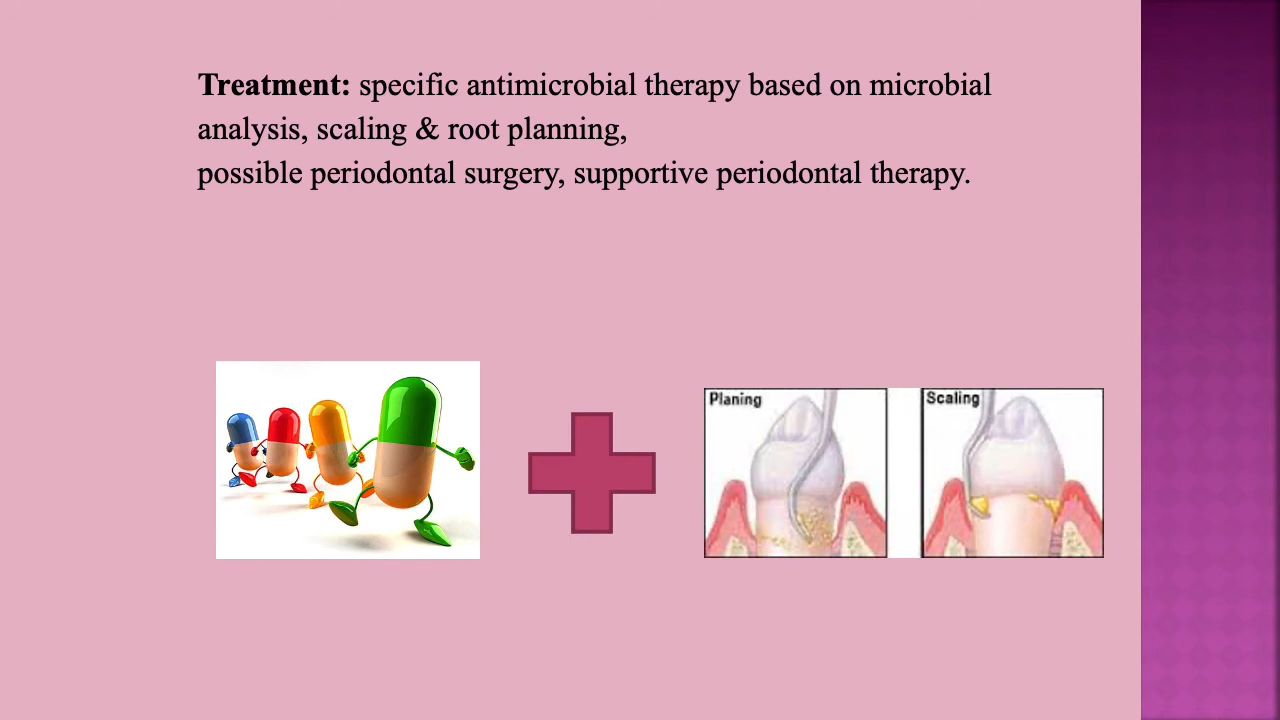 Treatment: specific antimicrobial therapy based on microbial
analysis, scaling & root planning,
possible periodontal surgery, supportive periodontal therapy.
Planing
Scaling